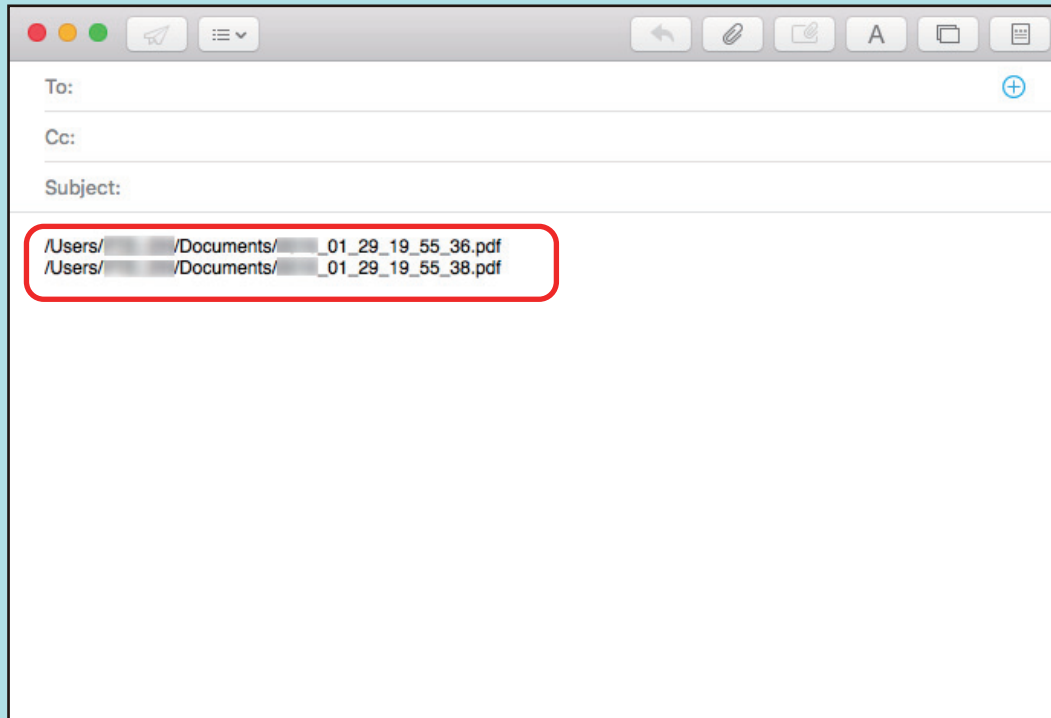 To:
Cc:
Subject:
/Users/ /Documents/ _01_29_19_55_36.pdf
/Users/ /Documents/ _01_29_19_55_38.pdf